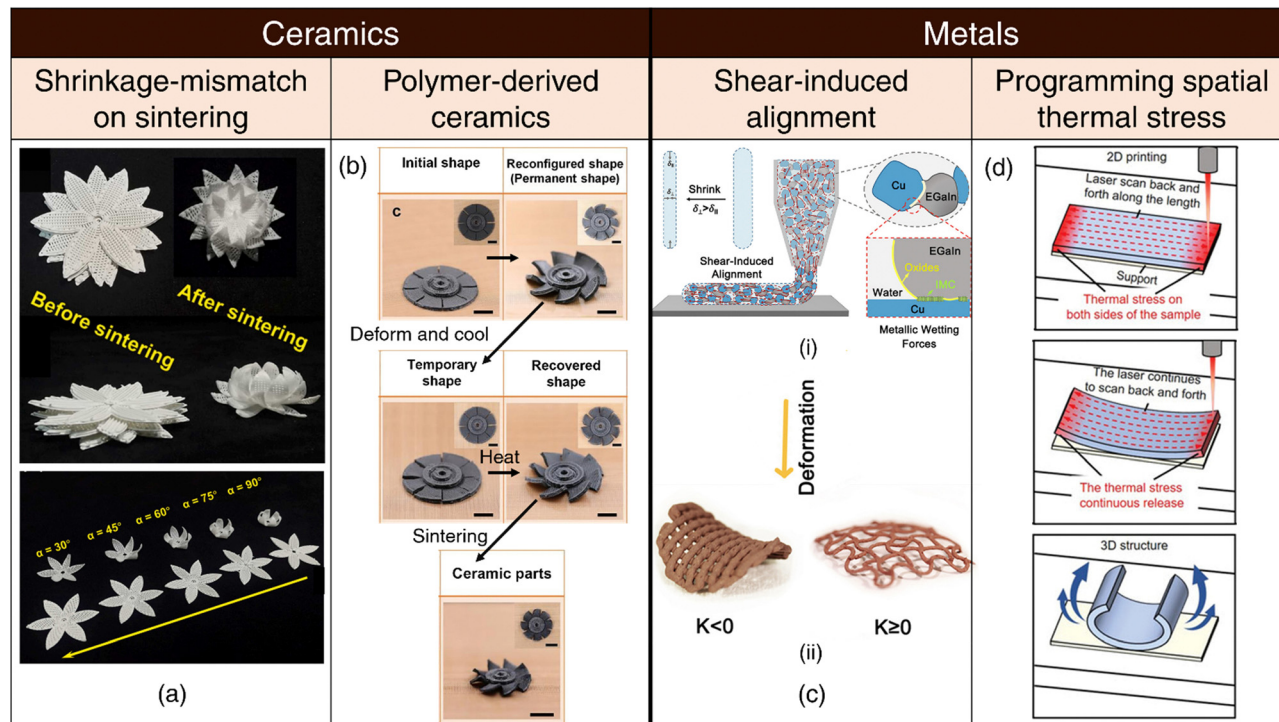 Ceramics
Metals
Shrinkage-mismatch
on sintering
Polymer-derived
ceramics
Shear-induced
alignment
Programming spatial
thermal stress
Before sintering
After sintering
α = 30°
α = 45°
α = 60°
α = 75°
α = 90°
(a)
(b)
Initial shape
Reconfigured shape
(Permanent shape)
c
Deform and cool
Temporary
shape
Recovered
shape
Heat
Sintering
Ceramic parts
δ∥
δ⊥
Shrink
δ⊥>δ∥
Shear-Induced
Alignment
Cu
EGaIn
EGaIn
Oxides
Water
IMC
Cu
Metallic Wetting
Forces
(i)
Deformation
K<0
K≥0
(ii)
(c)
(d)
2D printing
Laser scan back and
forth along the length
Support
Thermal stress on
both sides of the sample
The laser continues
to scan back and forth
The thermal stress
continuous release
3D structure